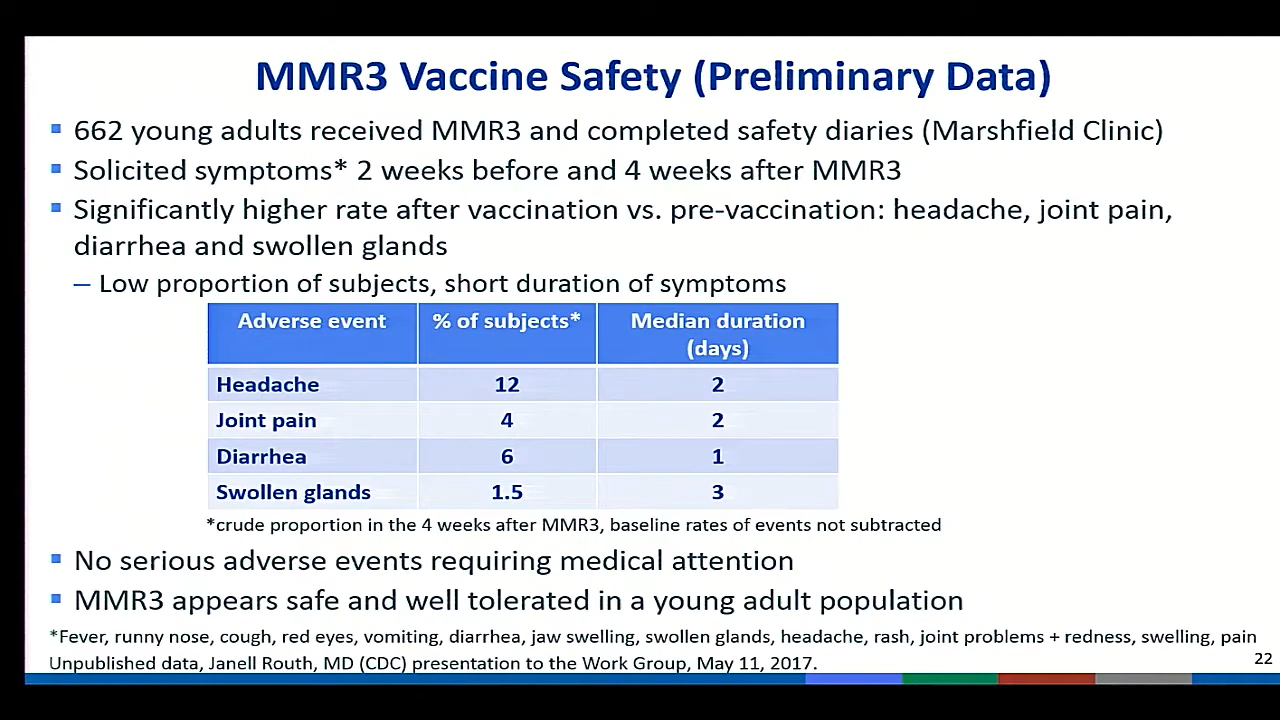 MMR3 Vaccine Safety (Preliminary Data)
662 young adults received MMR3 and completed safety diaries (Marshfield Clinic)
Solicited symptoms* 2 weeks before and 4 weeks after MMR3
Significantly higher rate after vaccination vs. pre-vaccination: headache, joint pain,
diarrhea and swollen glands
– Low proportion of subjects, short duration of symptoms
Adverse event % of subjects* Median duration
(days)
Headache 12 2
Joint pain 4 2
Diarrhea 6 1
Swollen glands 1.5 3
*crude proportion in the 4 weeks after MMR3, baseline rates of events not subtracted
No serious adverse events requiring medical attention
MMR3 appears safe and well tolerated in a young adult population
*Fever, runny nose, cough, red eyes, vomiting, diarrhea, jaw swelling, swollen glands, headache, rash, joint problems + redness, swelling, pain
Unpublished data, Janell Routh, MD (CDC) presentation to the Work Group, May 11, 2017.
22